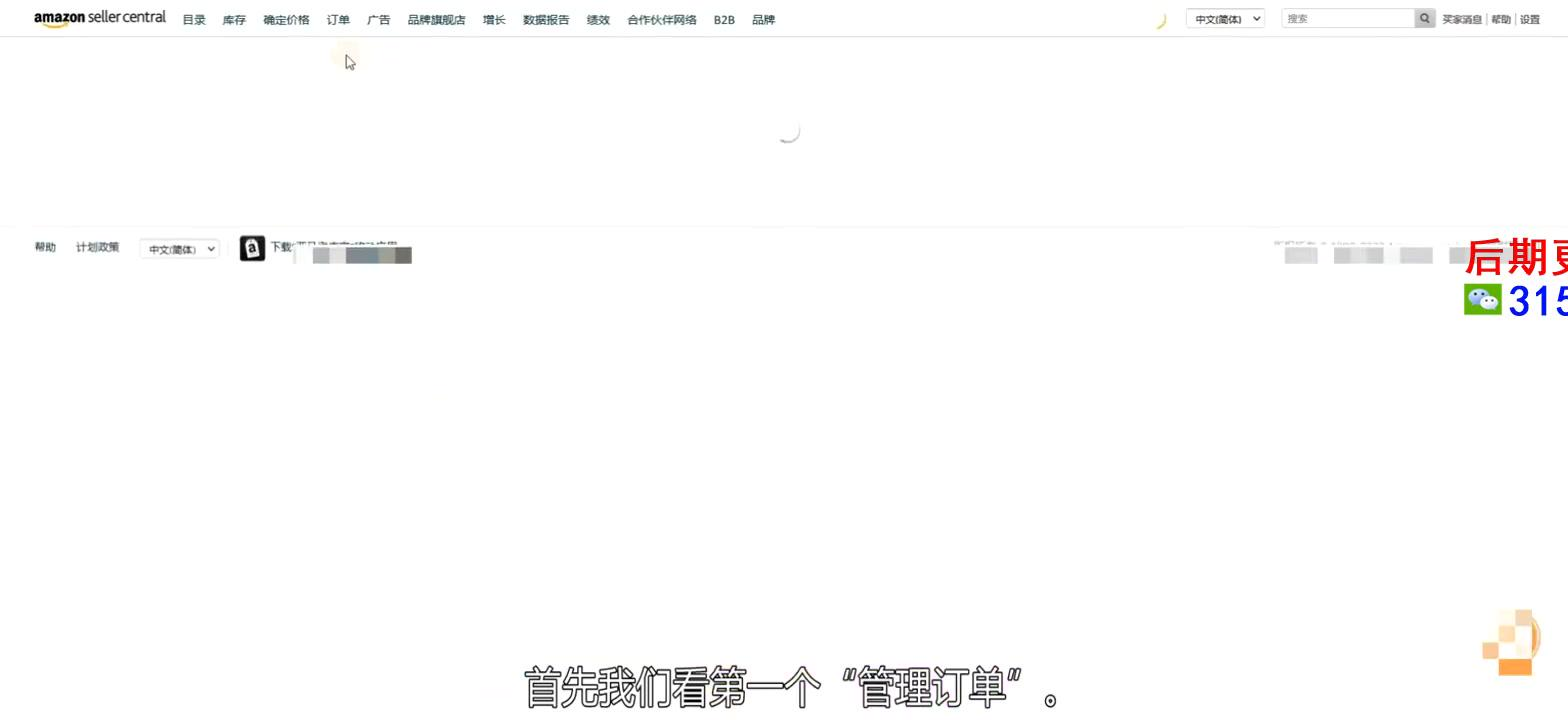 amazon seller central 目录 库存 确定价格 订单 广告 品牌旗舰店 增长 数据报告 绩效 合作伙伴网络 B2B 品牌 中文(简体) 搜索 买家消息 帮助 设置
帮助 计划政策 中文(简体) 下载
后期
315
首先我们看第一个“管理订单”。